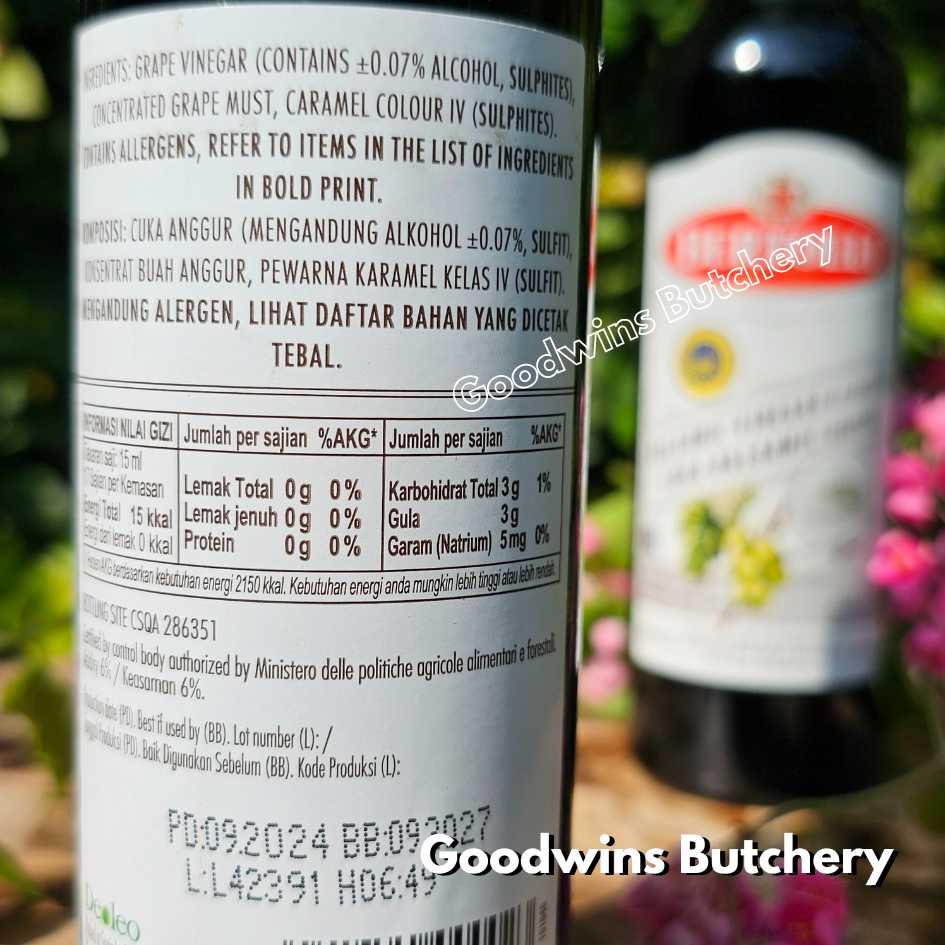 INGREDIENTS: GRAPE VINEGAR (CONTAINS ±0.07% ALCOHOL, SULPHITES),
CONCENTRATED GRAPE MUST, CARAMEL COLOUR IV (SULPHITES).
CONTAINS ALLERGENS, REFER TO ITEMS IN THE LIST OF INGREDIENTS
IN BOLD PRINT.
KOMPOSISI: CUKA ANGGUR (MENGANDUNG ALKOHOL ±0.07%, SULFIT),
KONSENTRAT BUAH ANGGUR, PEWARNA KARAMEL KELAS IV (SULFIT).
MENGANDUNG ALERGEN, LIHAT DAFTAR BAHAN YANG DICETAK
TEBAL.
INFORMASI NILAI GIZI
Takaran saji: 15 ml
Sajian per Kemasan
Energi Total 15 kkal
Energi dari lemak 0 kkal
Jumlah per sajian %AKG*
Lemak Total 0 g 0 %
Lemak jenuh 0 g 0 %
Protein 0 g 0 %
Jumlah per sajian %AKG*
Karbohidrat Total 3 g 1%
Gula 3 g
Garam (Natrium) 5 mg 0%
AKG berdasarkan kebutuhan energi 2150 kkal. Kebutuhan energi anda mungkin lebih tinggi atau lebih rendah.
BOTTLING SITE CSQA 286351
Certified by control body authorized by Ministero delle politiche agricole alimentari e forestali.
Acidity 6% / Keasaman 6%.
Production date (PD). Best if used by (BB). Lot number (L): /
Tanggal Produksi (PD). Baik Digunakan Sebelum (BB). Kode Produksi (L):
PD:09.2024 BB:09.2027
L:L42391 H06:49
Deoleo
Goodwins Butchery
Goodwins Butchery